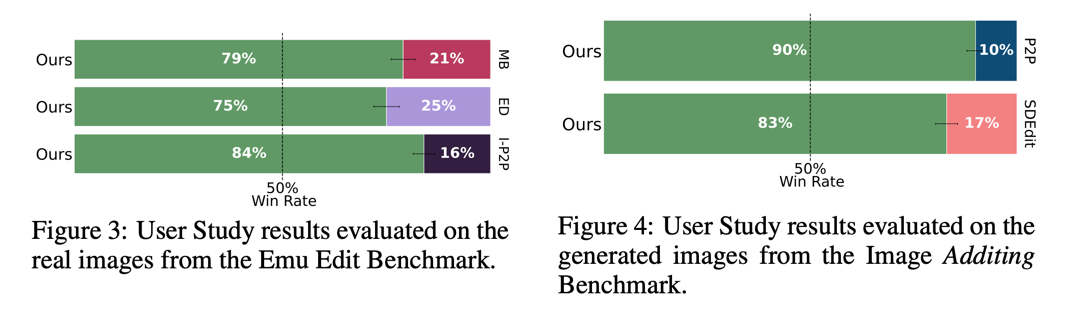 Ours 79% 21% MB
Ours 75% 25% ED
Ours 84% 16% I-P2P
50%
Win Rate
Figure 3: User Study results evaluated on the
real images from the Emu Edit Benchmark.
Ours 90% 10% P2P
Ours 83% 17% SDEdit
50%
Win Rate
Figure 4: User Study results evaluated on the
generated images from the Image Additing
Benchmark.